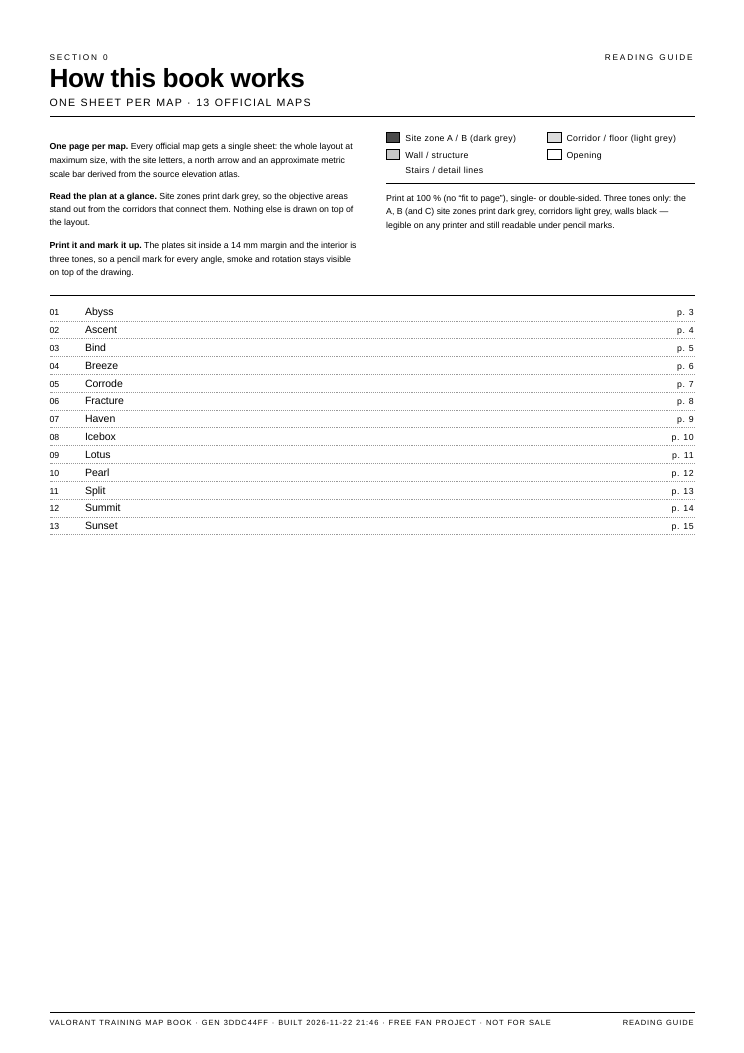 SECTION 0
READING GUIDE
How this book works
ONE SHEET PER MAP · 13 OFFICIAL MAPS
One page per map. Every official map gets a single sheet: the whole layout at
maximum size, with the site letters, a north arrow and an approximate metric
scale bar derived from the source elevation atlas.
Read the plan at a glance. Site zones print dark grey, so the objective areas
stand out from the corridors that connect them. Nothing else is drawn on top of
the layout.
Print it and mark it up. The plates sit inside a 14 mm margin and the interior is
three tones, so a pencil mark for every angle, smoke and rotation stays visible
on top of the drawing.
Site zone A / B (dark grey)
Corridor / floor (light grey)
Wall / structure
Opening
Stairs / detail lines
Print at 100 % (no “fit to page”), single- or double-sided. Three tones only: the
A, B (and C) site zones print dark grey, corridors light grey, walls black —
legible on any printer and still readable under pencil marks.
01 Abyss p. 3
02 Ascent p. 4
03 Bind p. 5
04 Breeze p. 6
05 Corrode p. 7
06 Fracture p. 8
07 Haven p. 9
08 Icebox p. 10
09 Lotus p. 11
10 Pearl p. 12
11 Split p. 13
12 Summit p. 14
13 Sunset p. 15
VALORANT TRAINING MAP BOOK · GEN 3DDC44FF · BUILT 2026-11-22 21:46 · FREE FAN PROJECT · NOT FOR SALE
READING GUIDE